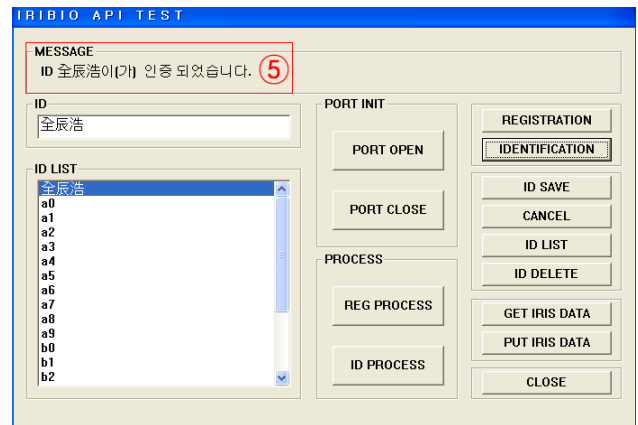 IRIBIO API TEST
MESSAGE
ID 全辰浩이(가) 인증 되었습니다. ⑤
ID
全辰浩
ID LIST
全辰浩
a0
a1
a2
a3
a4
a5
a6
a7
a8
a9
b0
b1
b2
PORT INIT
PORT OPEN
PORT CLOSE
PROCESS
REG PROCESS
ID PROCESS
REGISTRATION
IDENTIFICATION
ID SAVE
CANCEL
ID LIST
ID DELETE
GET IRIS DATA
PUT IRIS DATA
CLOSE